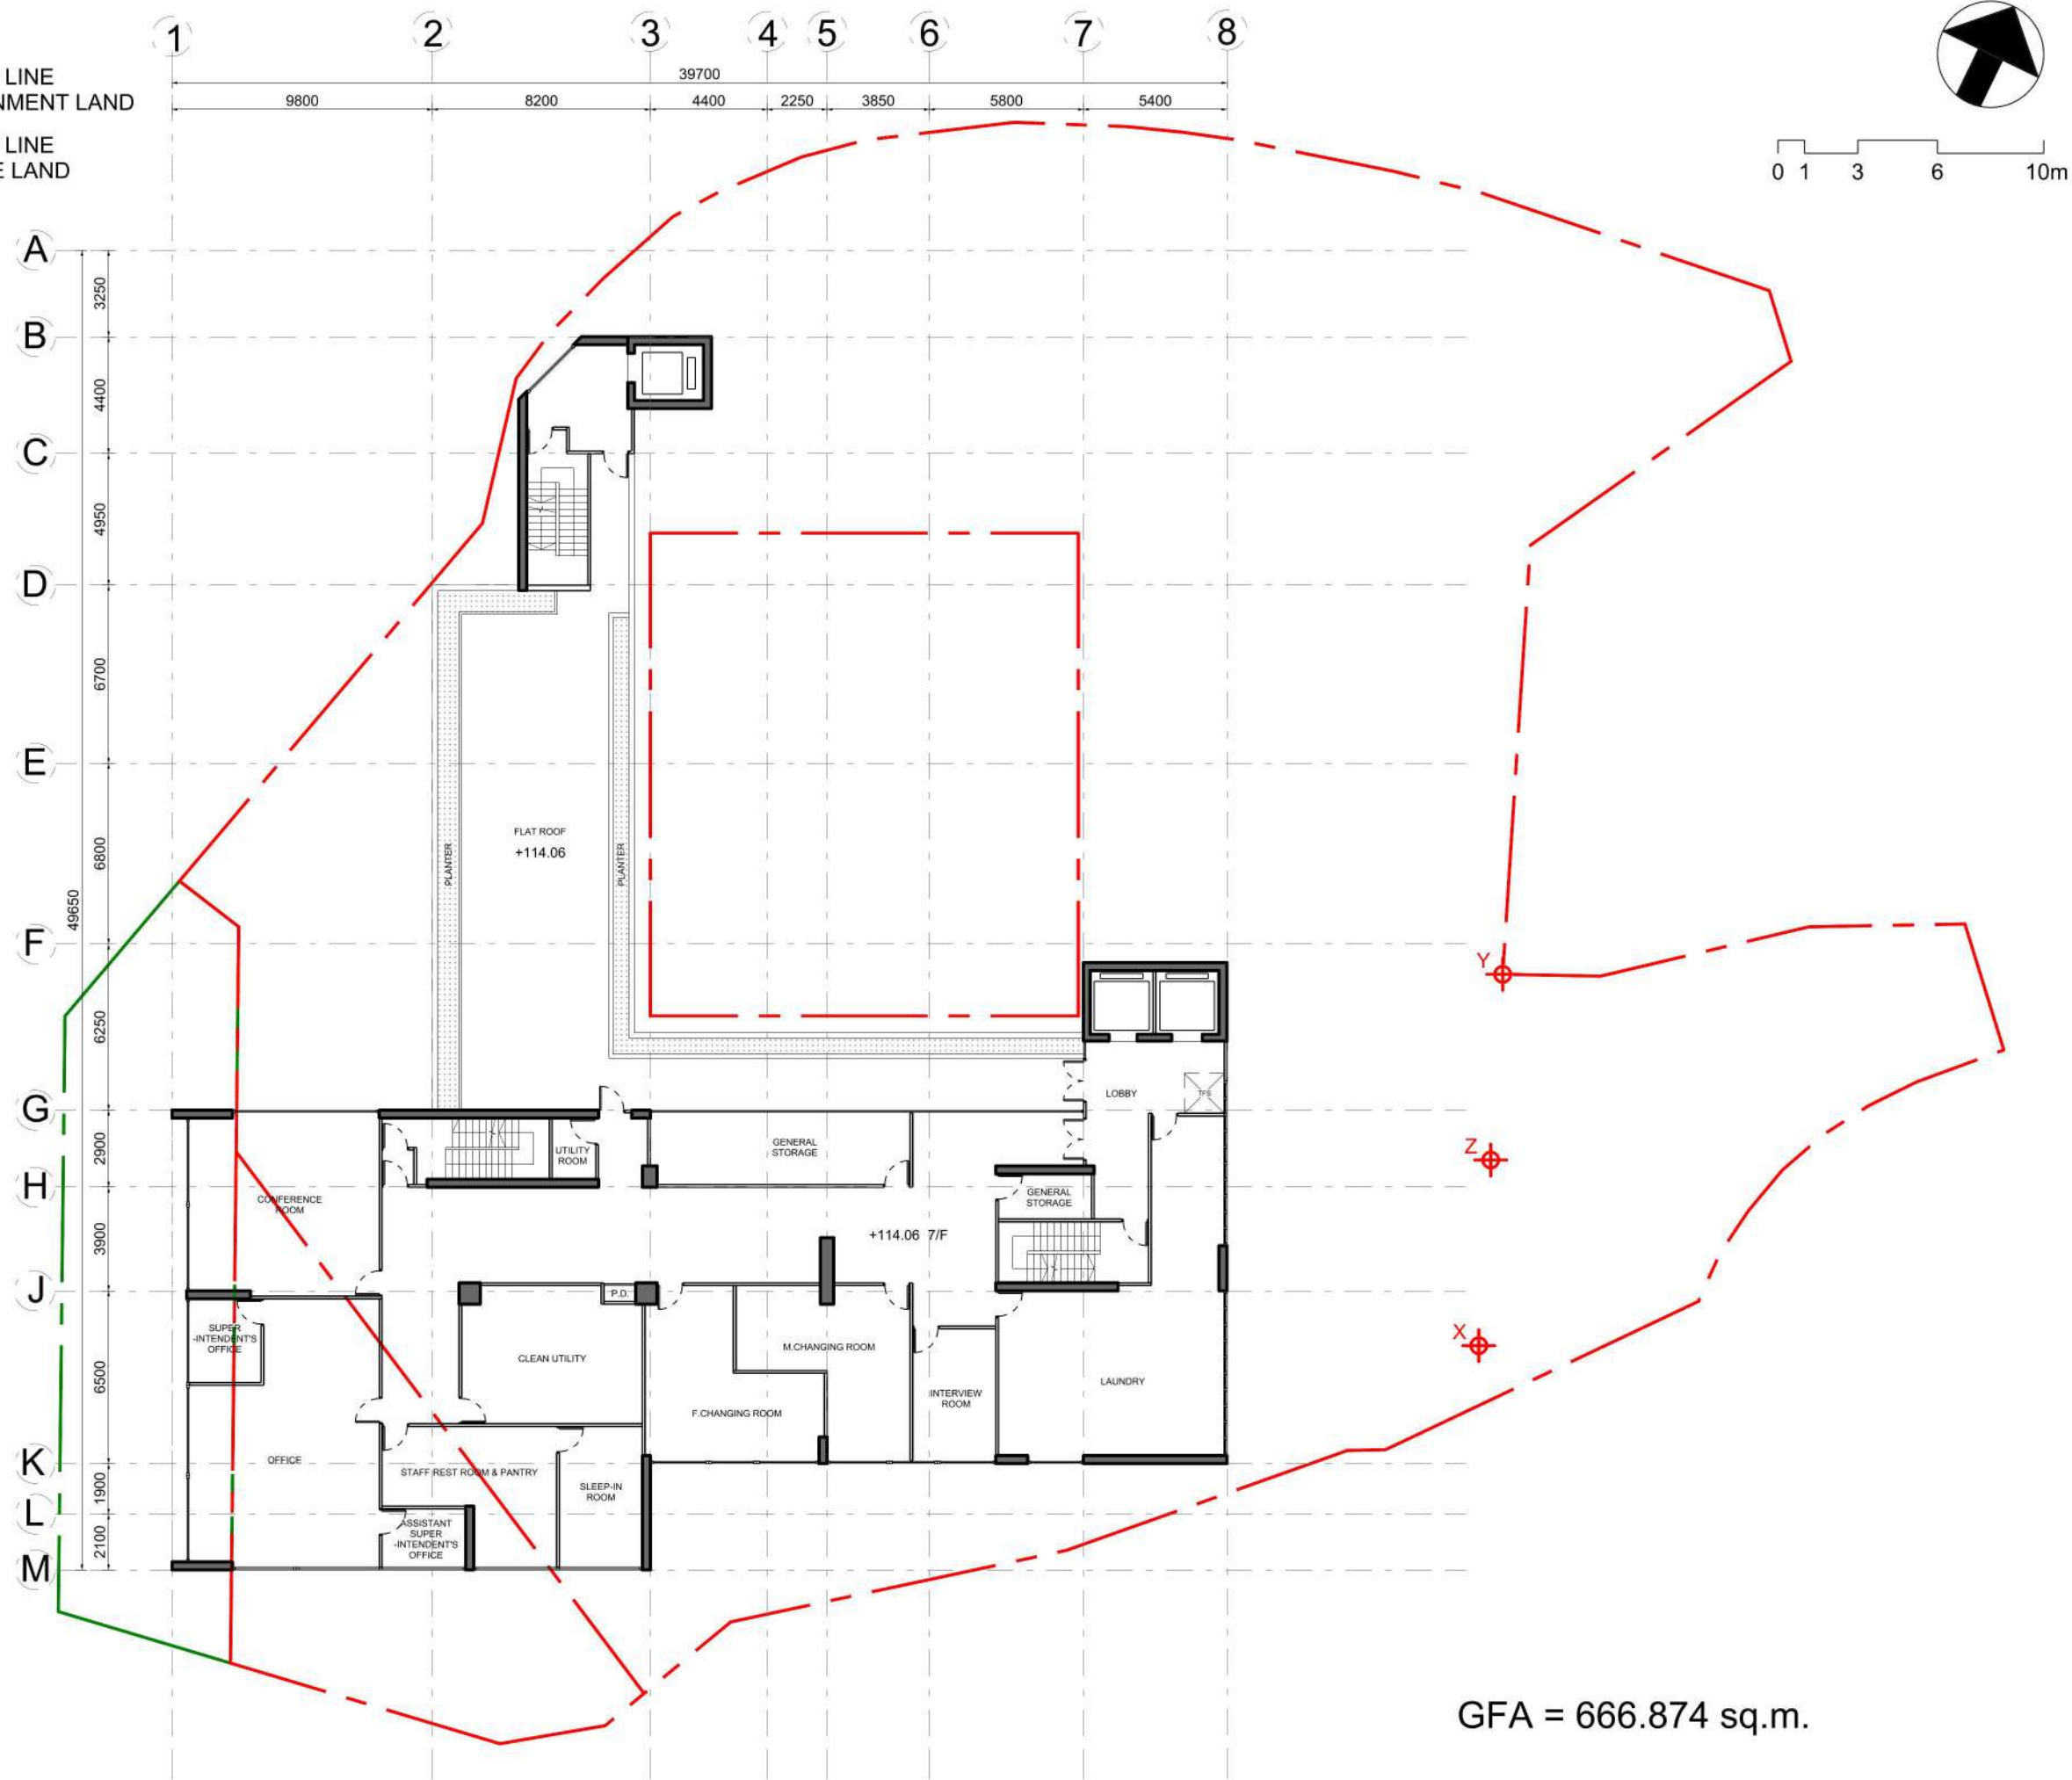 1 2 3 4 5 6 7 8
39700
LINE
NMENT LAND
9800 8200 4400 2250 3850 5800 5400
LINE
E LAND
0 1 3 6 10m
A
3250
B
4400
C
4950
D
6700
E
FLAT ROOF
+114.06
PLANTER
PLANTER
6800
49650
F
Y
6250
LOBBY
TFS
G
2900
UTILITY
ROOM
GENERAL
STORAGE
Z
H
CONFERENCE
ROOM
GENERAL
STORAGE
3900
+114.06 7/F
J
P.D.
SUPER
-INTENDENT'S
OFFICE
CLEAN UTILITY
M.CHANGING ROOM
X
6500
LAUNDRY
INTERVIEW
ROOM
F.CHANGING ROOM
K
OFFICE
STAFF REST ROOM & PANTRY
SLEEP-IN
ROOM
1900
L
ASSISTANT
SUPER
-INTENDENT'S
OFFICE
2100
M
GFA = 666.874 sq.m.